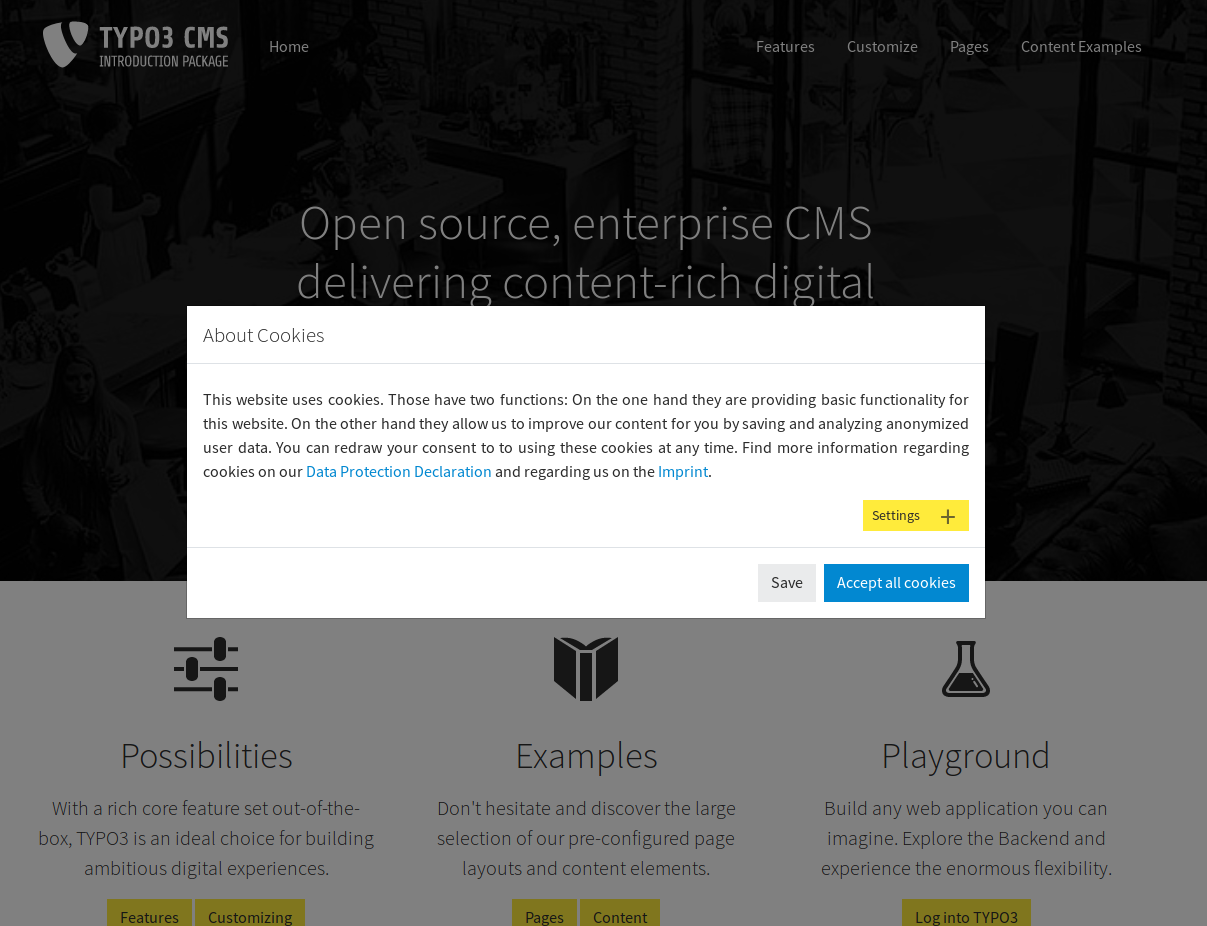 TYPO3 CMS
INTRODUCTION PACKAGE
Home
Features
Customize
Pages
Content Examples
Open source, enterprise CMS
delivering content-rich digital
About Cookies
This website uses cookies. Those have two functions: On the one hand they are providing basic functionality for
this website. On the other hand they allow us to improve our content for you by saving and analyzing anonymized
user data. You can redraw your consent to to using these cookies at any time. Find more information regarding
cookies on our Data Protection Declaration and regarding us on the Imprint.
Settings
Save
Accept all cookies
Possibilities
With a rich core feature set out-of-the-
box, TYPO3 is an ideal choice for building
ambitious digital experiences.
Features
Customizing
Examples
Don't hesitate and discover the large
selection of our pre-configured page
layouts and content elements.
Pages
Content
Playground
Build any web application you can
imagine. Explore the Backend and
experience the enormous flexibility.
Log into TYPO3